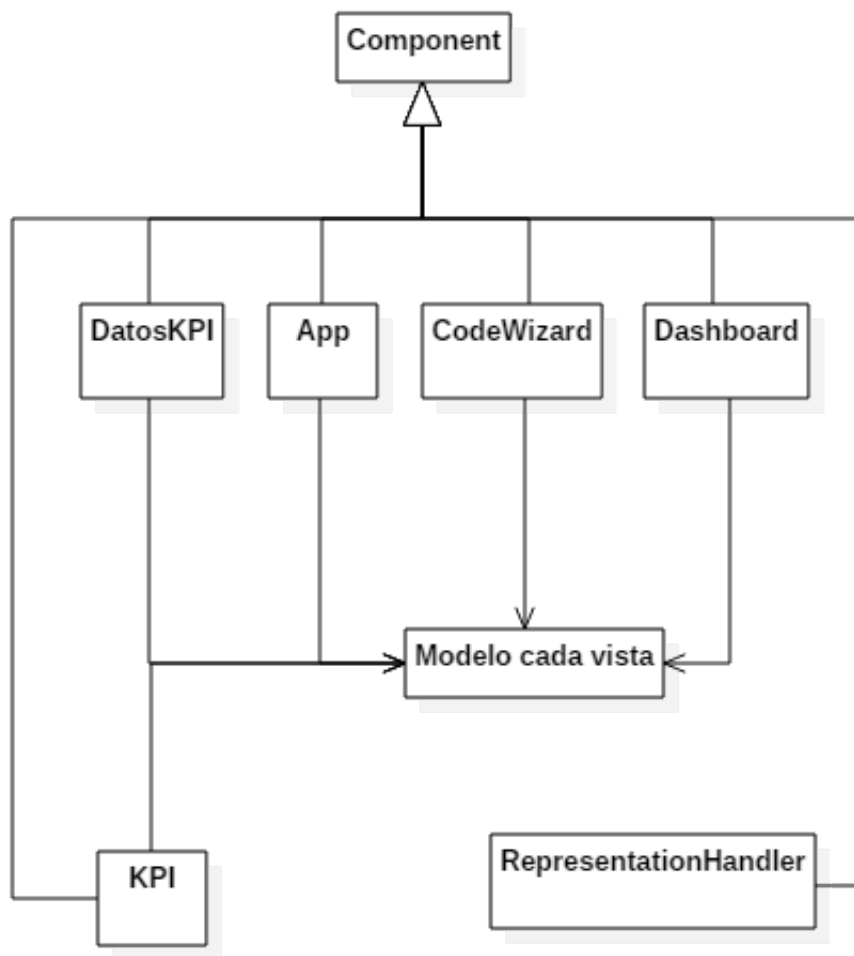 Component
DatosKPI
App
CodeWizard
Dashboard
Modelo cada vista
KPI
RepresentationHandler